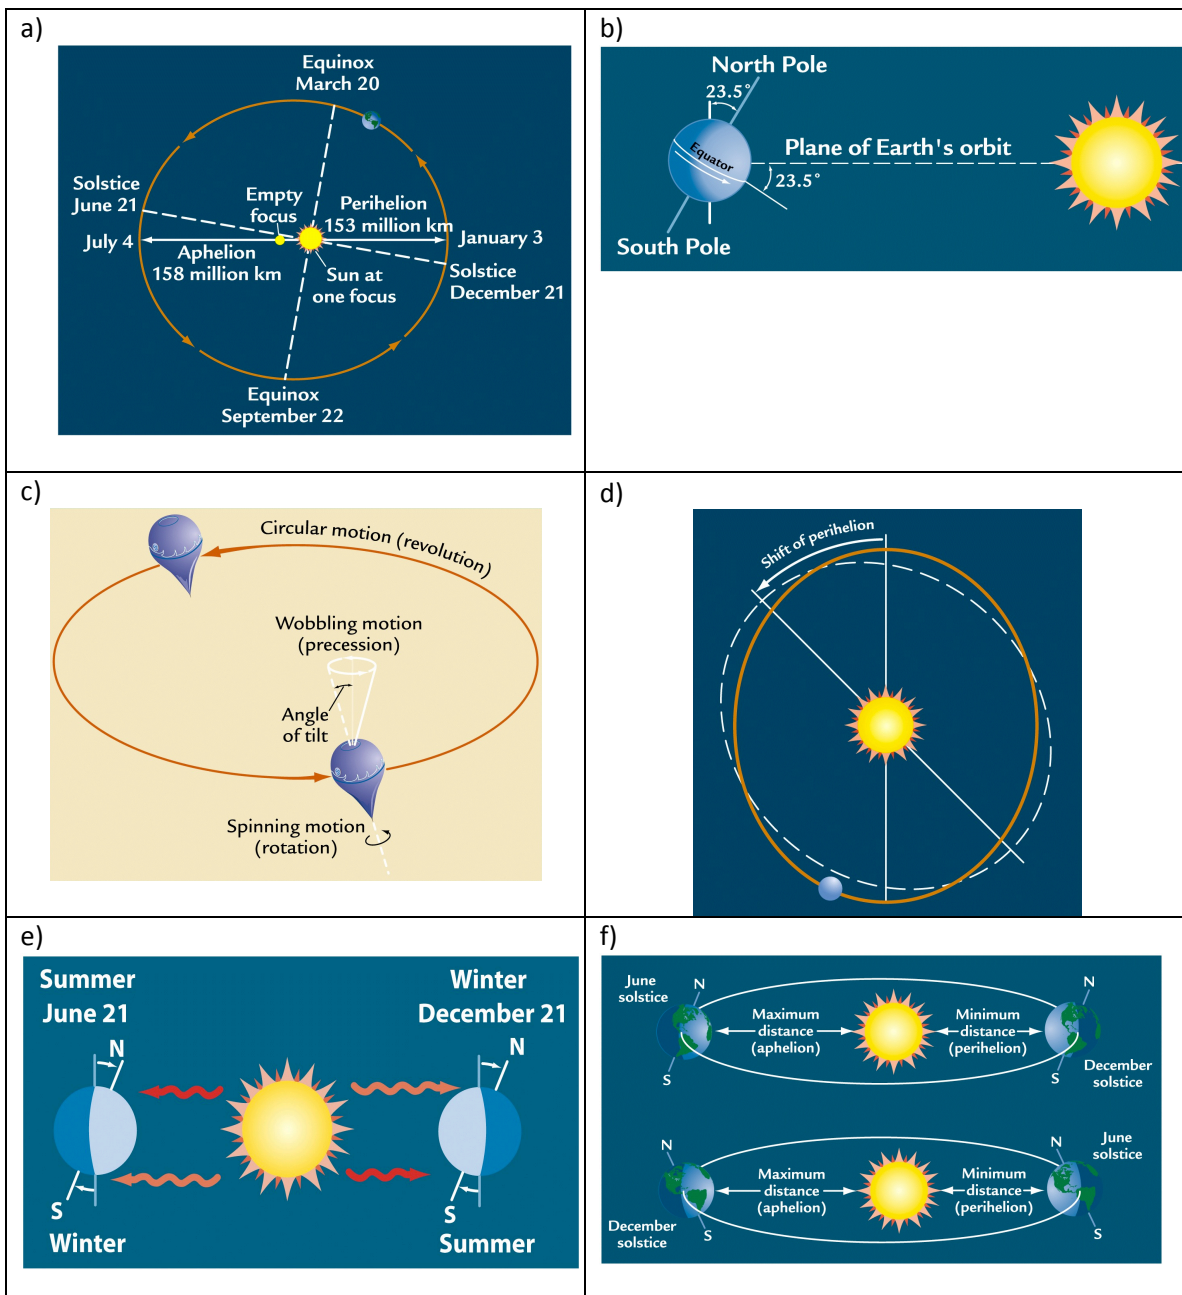 a)
Equinox
March 20
Solstice
June 21
Empty
focus
Perihelion
153 million km
July 4
January 3
Aphelion
158 million km
Sun at
one focus
Solstice
December 21
Equinox
September 22
b)
North Pole
23.5°
Equator
Plane of Earth's orbit
23.5°
South Pole
c)
Circular motion (revolution)
Wobbling motion
(precession)
Angle
of tilt
Spinning motion
(rotation)
d)
Shift of perihelion
e)
Summer
June 21
Winter
December 21
N
N
S
S
Winter
Summer
f)
June
solstice
N
N
Maximum
distance
(aphelion)
Minimum
distance
(perihelion)
S
S
December
solstice
N
N
June
solstice
Maximum
distance
(aphelion)
Minimum
distance
(perihelion)
December
solstice
S
S